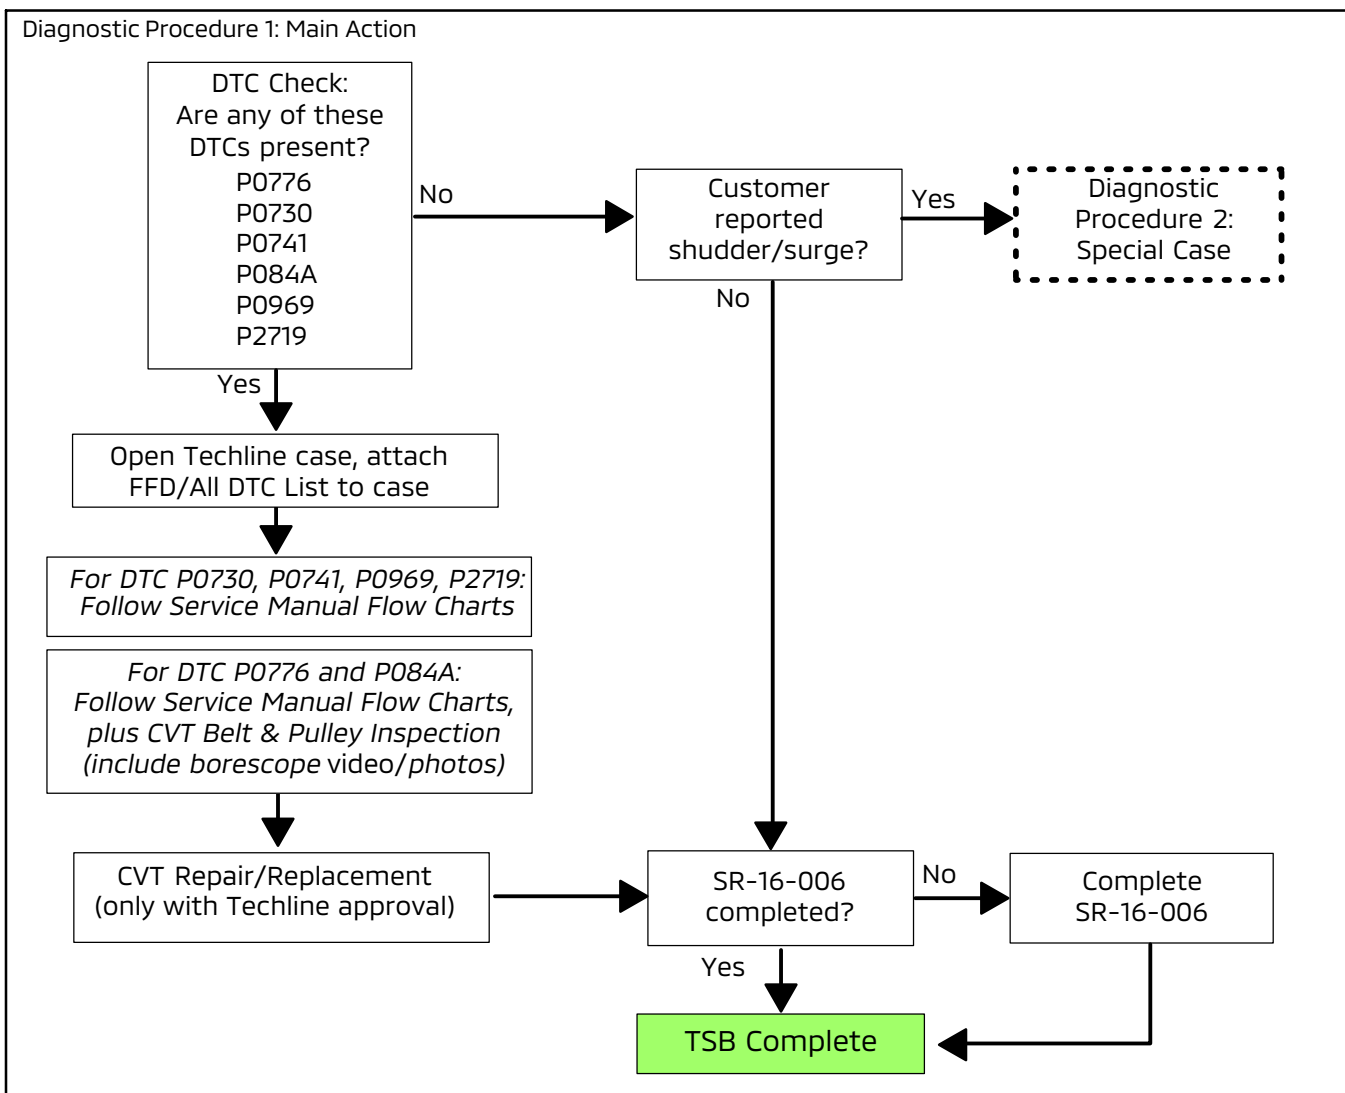 Diagnostic Procedure 1: Main Action
DTC Check:
Are any of these
DTCs present?
P0776
P0730
P0741
P084A
P0969
P2719
No
Customer
reported
shudder/surge?
Yes
Diagnostic
Procedure 2:
Special Case
No
Yes
Open Techline case, attach
FFD/All DTC List to case
For DTC P0730, P0741, P0969, P2719:
Follow Service Manual Flow Charts
For DTC P0776 and P084A:
Follow Service Manual Flow Charts,
plus CVT Belt & Pulley Inspection
(include borescope video/photos)
CVT Repair/Replacement
(only with Techline approval)
SR-16-006
completed?
No
Complete
SR-16-006
Yes
TSB Complete